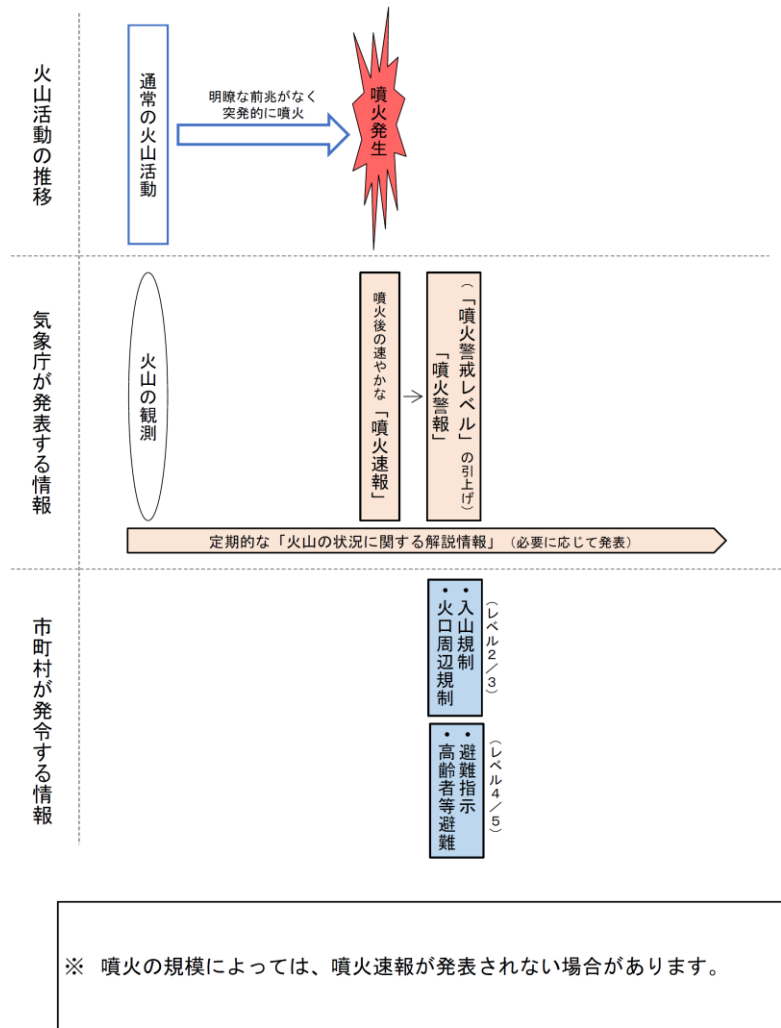 火山活動の推移
通常の火山活動
明瞭な前兆がなく
突発的に噴火
噴火発生
気象庁が発表する情報
火山の観測
噴火後の速やかな「噴火速報」
→
「噴火警報」
（「噴火警戒レベル」の引上げ）
定期的な「火山の状況に関する解説情報」（必要に応じて発表）
市町村が発令する情報
（レベル2／3）
・入山規制
・火口周辺規制
（レベル4／5）
・避難指示
・高齢者等避難
※　噴火の規模によっては、噴火速報が発表されない場合があります。